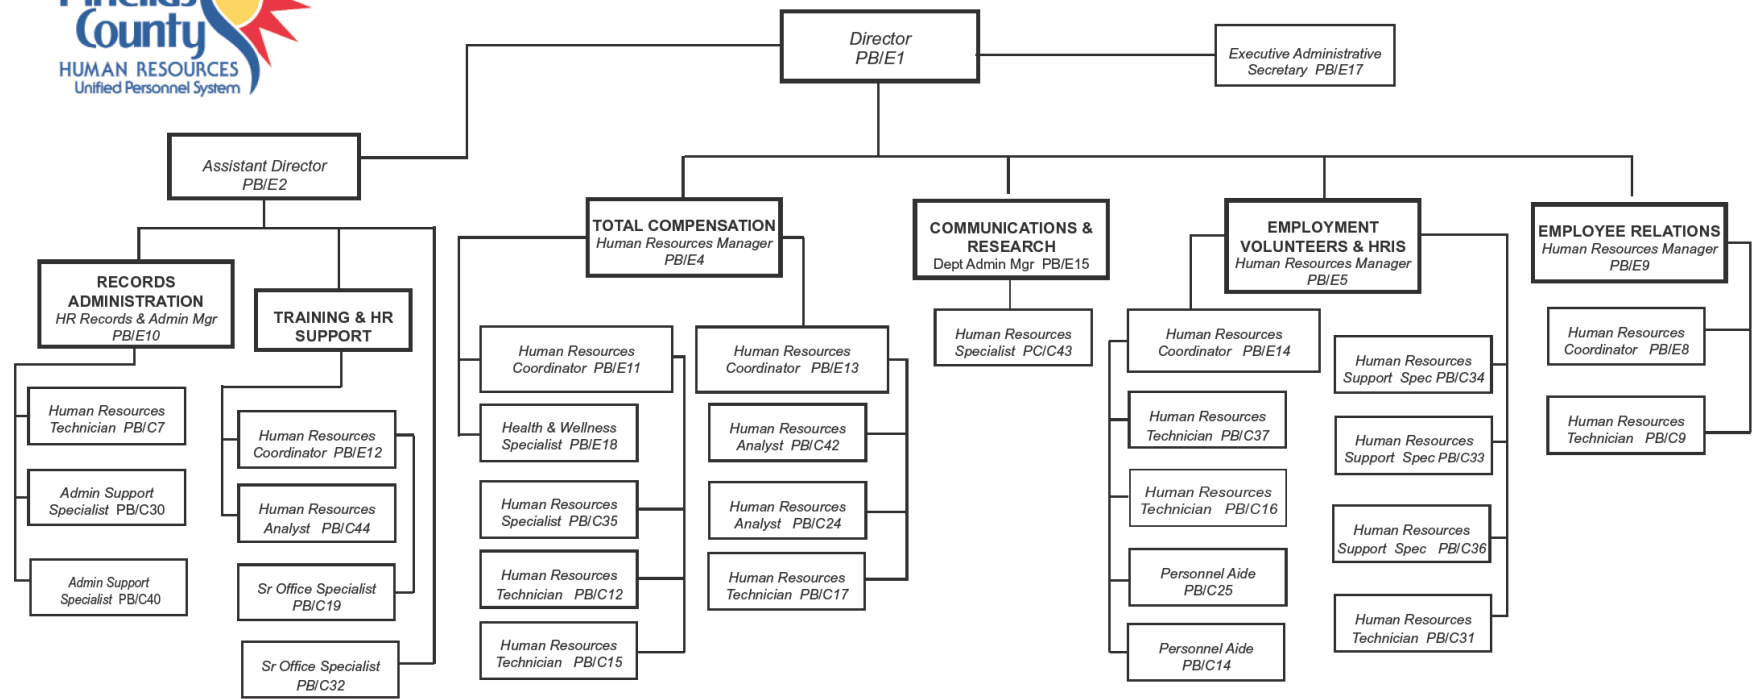 Pinellas
County
HUMAN RESOURCES
Unified Personnel System
Director
PB/E1
Executive Administrative
Secretary PB/E17
Assistant Director
PB/E2
RECORDS
ADMINISTRATION
HR Records & Admin Mgr
PB/E10
Human Resources
Technician PB/C7
Admin Support
Specialist PB/C30
Admin Support
Specialist PB/C40
TRAINING & HR
SUPPORT
Human Resources
Coordinator PB/E12
Human Resources
Analyst PB/C44
Sr Office Specialist
PB/C19
Sr Office Specialist
PB/C32
TOTAL COMPENSATION
Human Resources Manager
PB/E4
Human Resources
Coordinator PB/E11
Health & Wellness
Specialist PB/E18
Human Resources
Specialist PB/C35
Human Resources
Technician PB/C12
Human Resources
Technician PB/C15
Human Resources
Coordinator PB/E13
Human Resources
Analyst PB/C42
Human Resources
Analyst PB/C24
Human Resources
Technician PB/C17
COMMUNICATIONS &
RESEARCH
Dept Admin Mgr PB/E15
Human Resources
Specialist PC/C43
EMPLOYMENT
VOLUNTEERS & HRIS
Human Resources Manager
PB/E5
Human Resources
Coordinator PB/E14
Human Resources
Technician PB/C37
Human Resources
Technician PB/C16
Personnel Aide
PB/C25
Personnel Aide
PB/C14
Human Resources
Support Spec PB/C34
Human Resources
Support Spec PB/C33
Human Resources
Support Spec PB/C36
Human Resources
Technician PB/C31
EMPLOYEE RELATIONS
Human Resources Manager
PB/E9
Human Resources
Coordinator PB/E8
Human Resources
Technician PB/C9